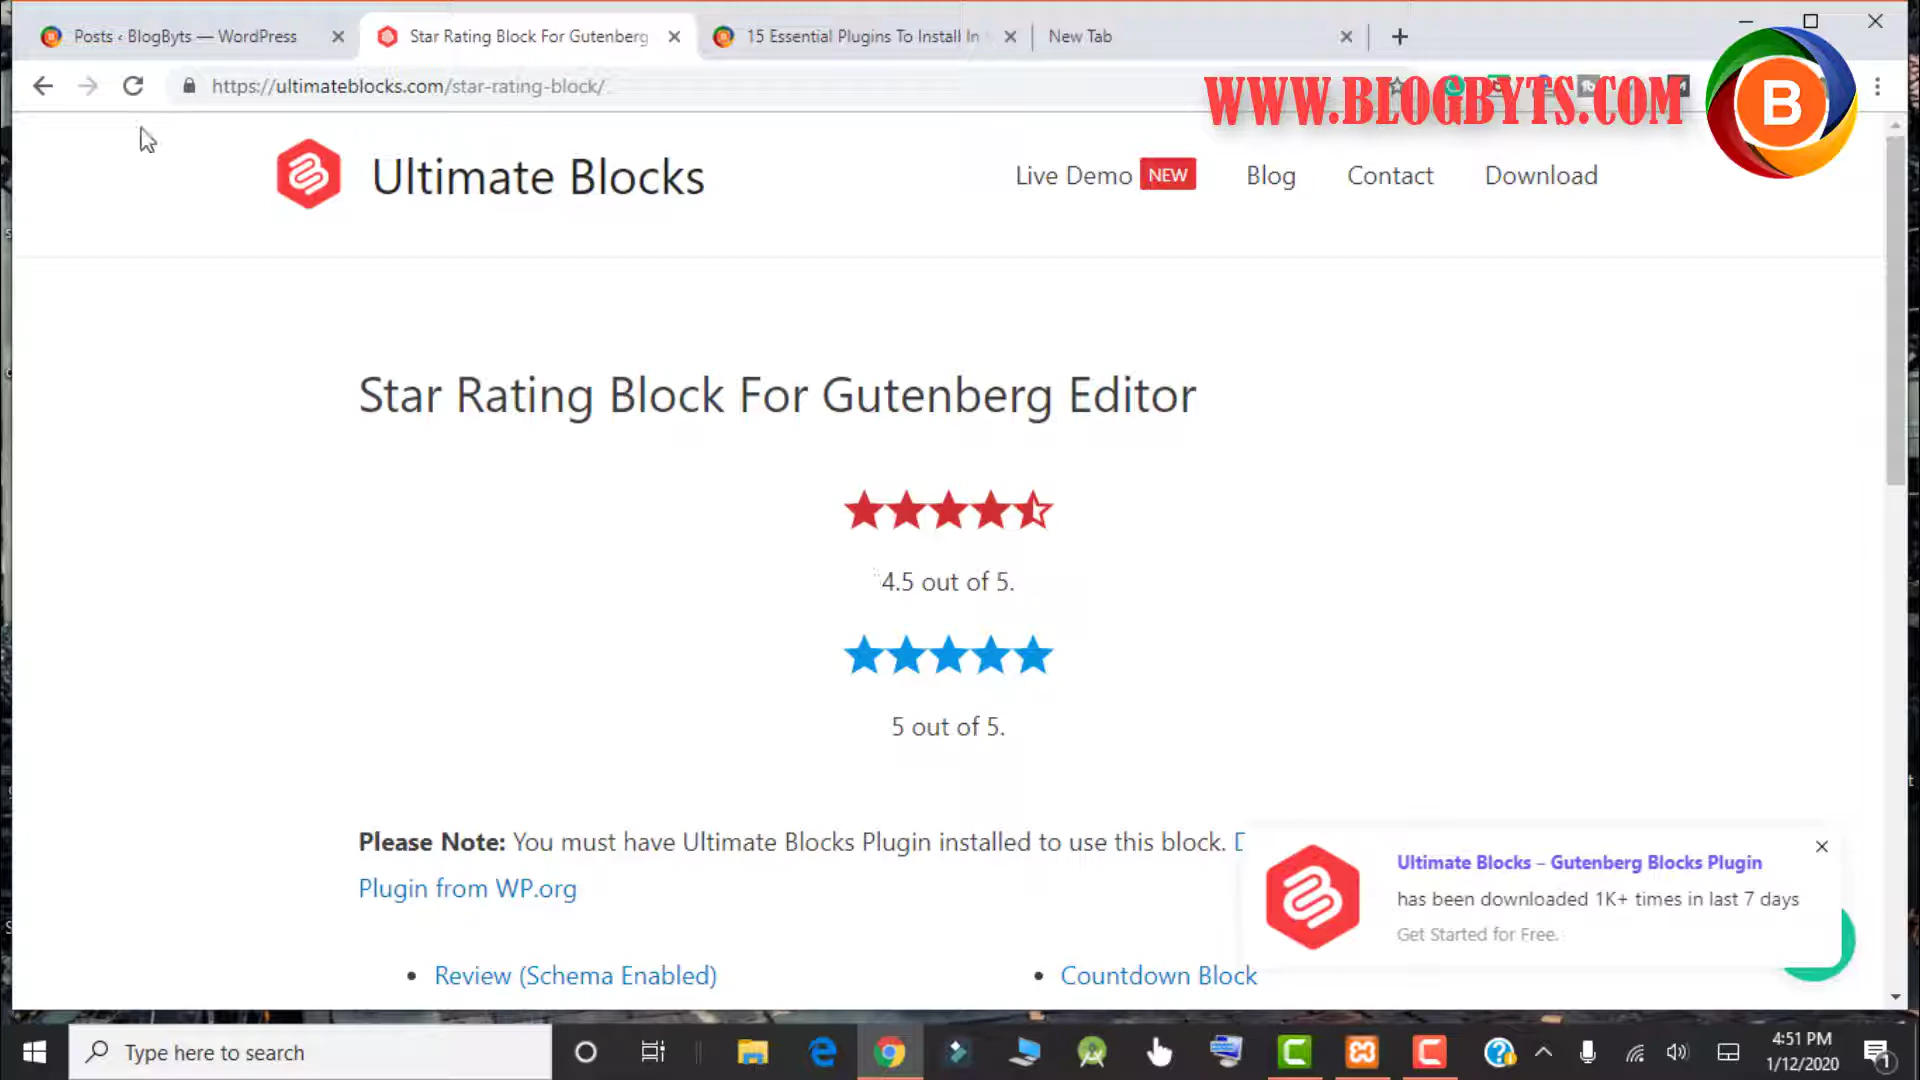 Posts ‹ BlogByts — WordPress
Star Rating Block For Gutenberg
15 Essential Plugins To Install In
New Tab
https://ultimateblocks.com/star-rating-block/
WWW.BLOGBYTS.COM
B
Ultimate Blocks
Live Demo NEW
Blog
Contact
Download
Star Rating Block For Gutenberg Editor
4.5 out of 5.
5 out of 5.
Please Note: You must have Ultimate Blocks Plugin installed to use this block. D
Plugin from WP.org
Ultimate Blocks – Gutenberg Blocks Plugin
has been downloaded 1K+ times in last 7 days
Get Started for Free.
• Review (Schema Enabled)
• Countdown Block
Type here to search
4:51 PM
1/12/2020
1